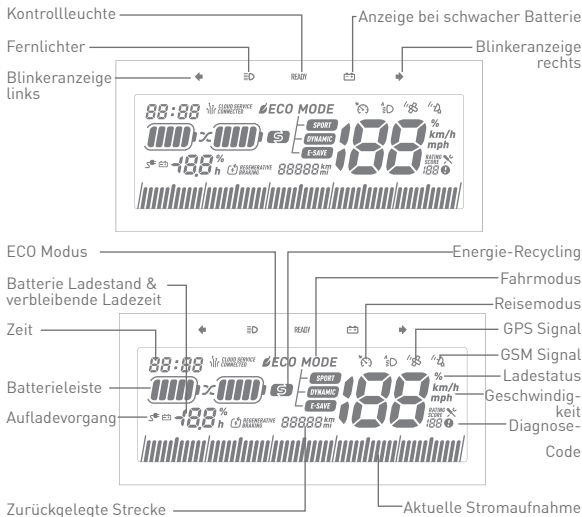 Kontrollleuchte
Anzeige bei schwacher Batterie
Fernlichter
Blinkeranzeige
rechts
Blinkeranzeige
links
READY
88:88 CLOUD SERVICE CONNECTED ECO MODE
SPORT
DYNAMIC
E-SAVE
188 % km/h mph
188 % h REGENERATIVE BRAKING 88888 km mi
RATING SCORE 188
ECO Modus
Energie-Recycling
Batterie Ladestand &
verbleibende Ladezeit
Fahrmodus
Reisemodus
Zeit
GPS Signal
GSM Signal
READY
88:88 CLOUD SERVICE CONNECTED ECO MODE
SPORT
DYNAMIC
E-SAVE
188 % km/h mph
188 % h REGENERATIVE BRAKING 88888 km mi
RATING SCORE 188
Ladestatus
Batterieleiste
Geschwindig-
keit
Aufladevorgang
Diagnose-
Code
Zurückgelegte Strecke
Aktuelle Stromaufnahme